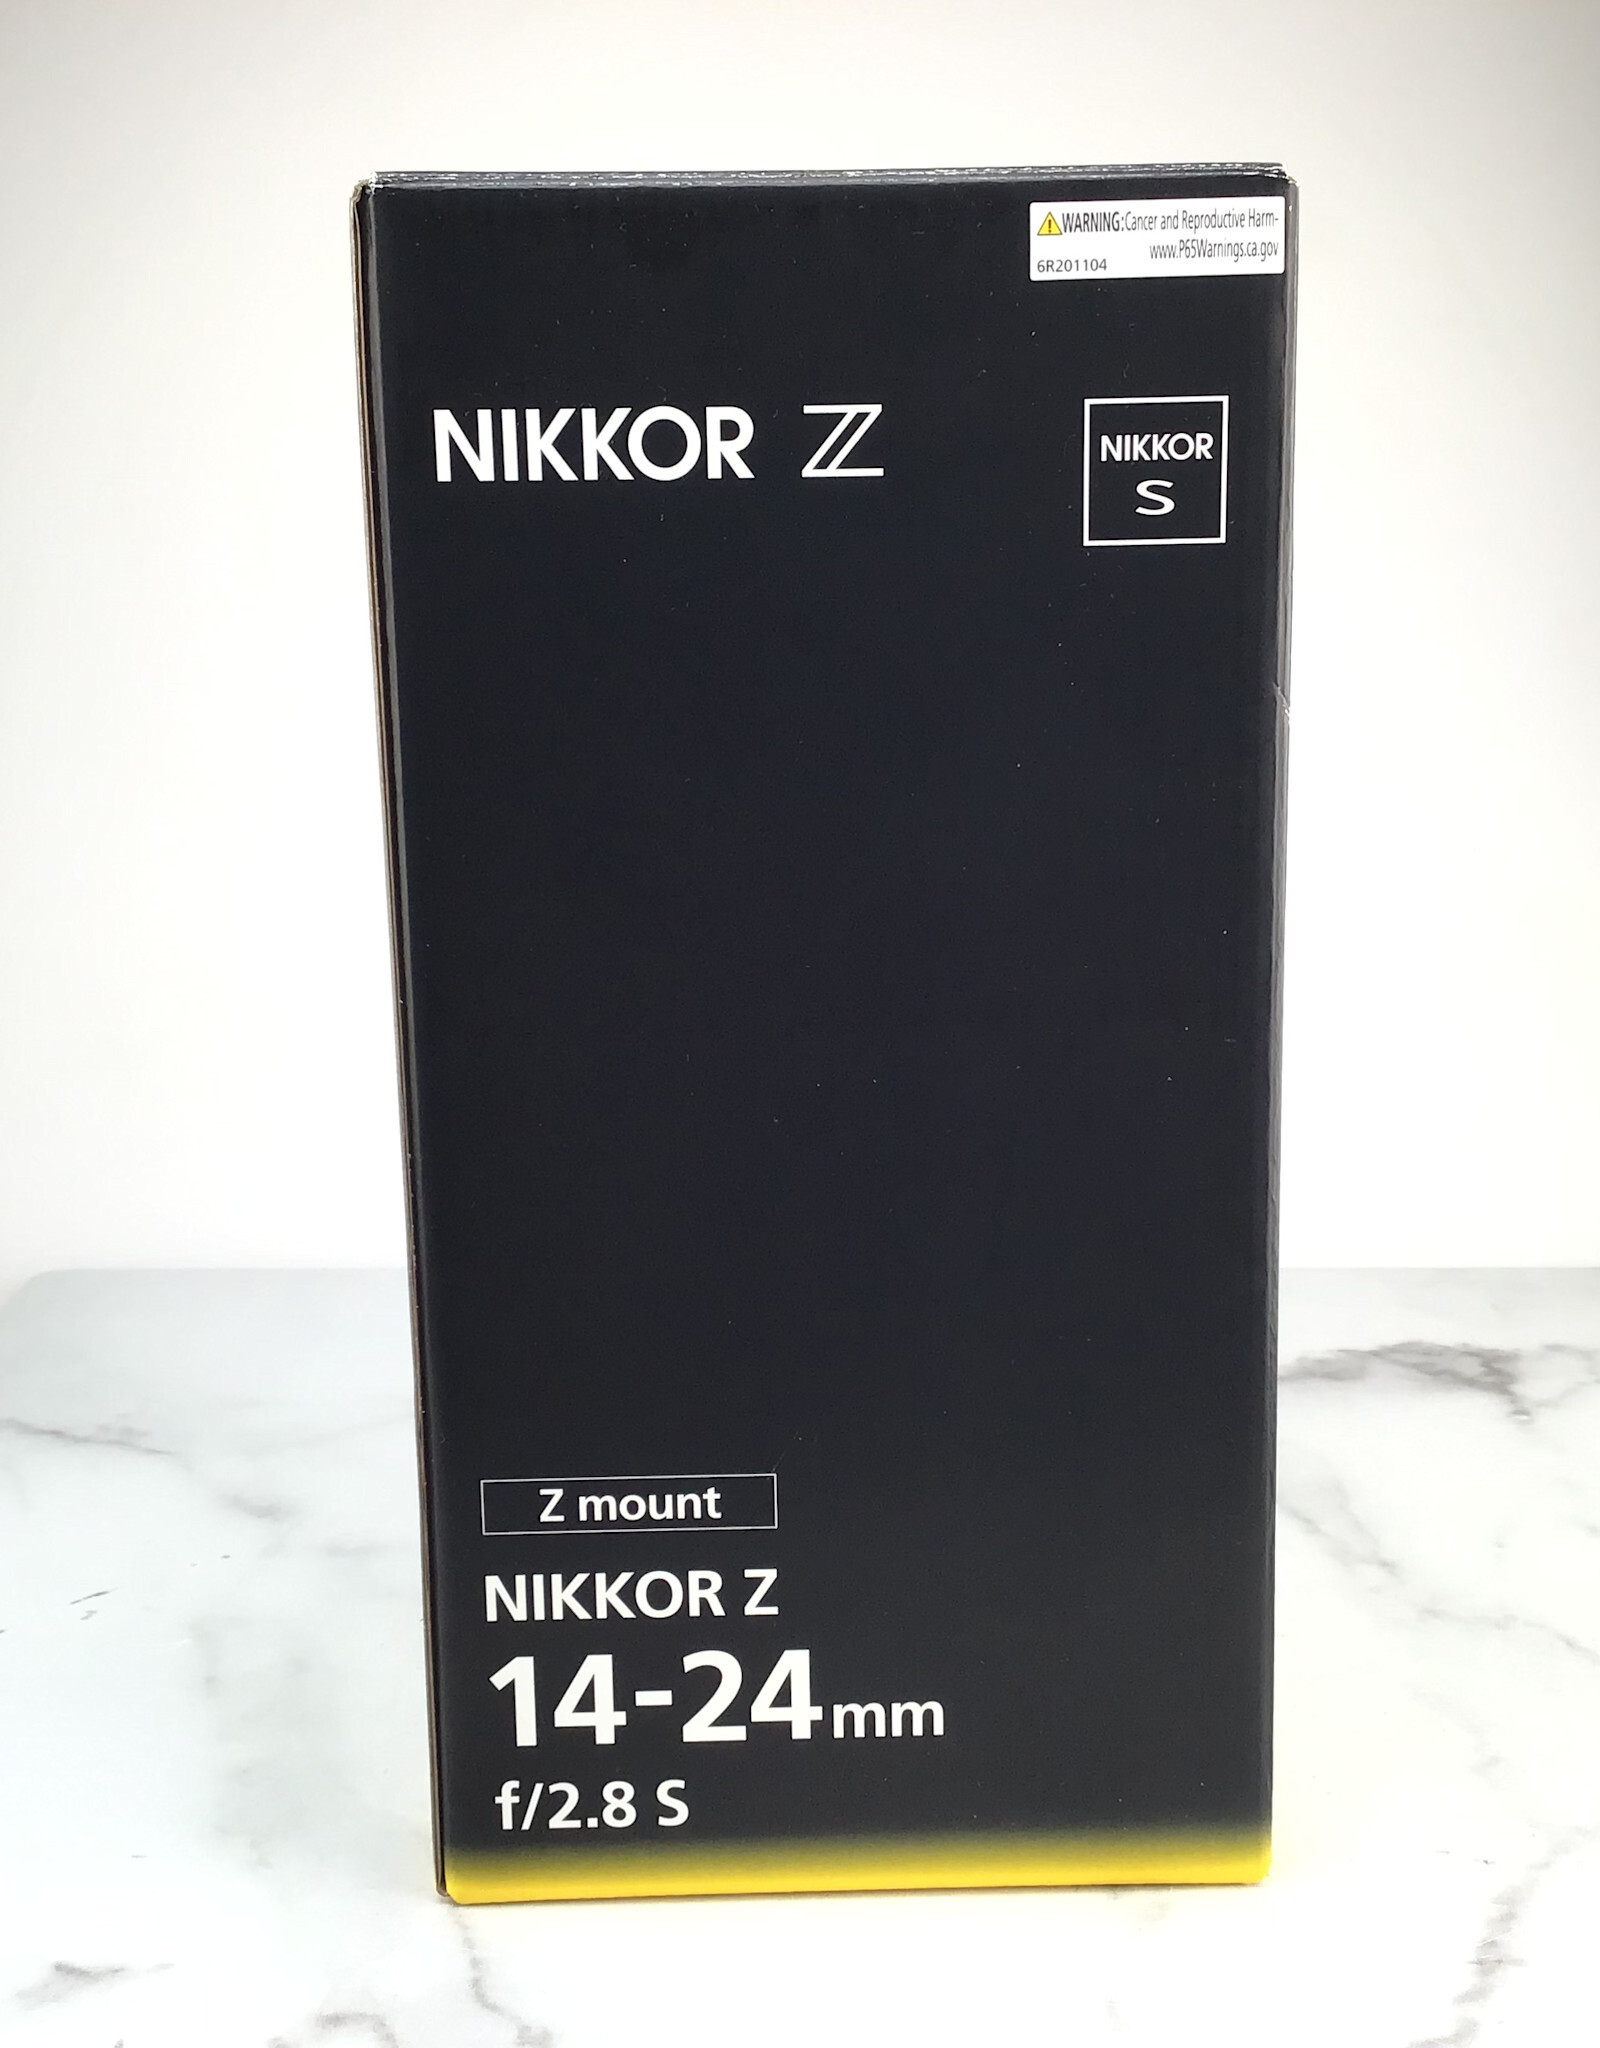 WARNING: Cancer and Reproductive Harm-
www.P65Warnings.ca.gov
6R201104
NIKKOR Z
NIKKOR
S
Z mount
NIKKOR Z
14-24mm
f/2.8 S